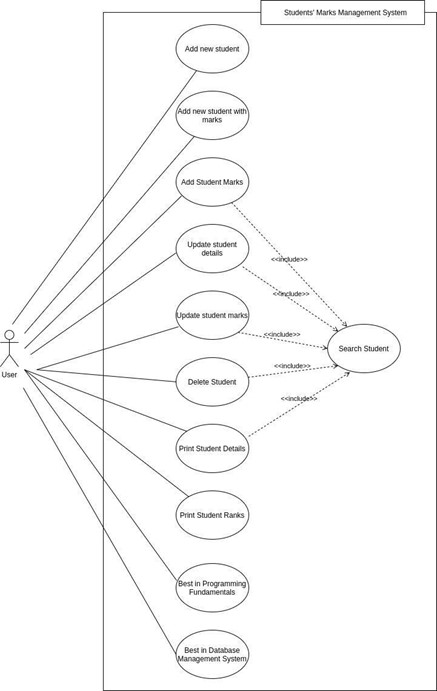 Students' Marks Management System
Add new student
Add new student with
marks
Add Student Marks
<<include>>
Update student
details
<<include>>
Update student marks
<<include>>
Search Student
User
Delete Student
<<include>>
<<include>>
Print Student Details
Print Student Ranks
Best in Programming
Fundamentals
Best in Database
Management System